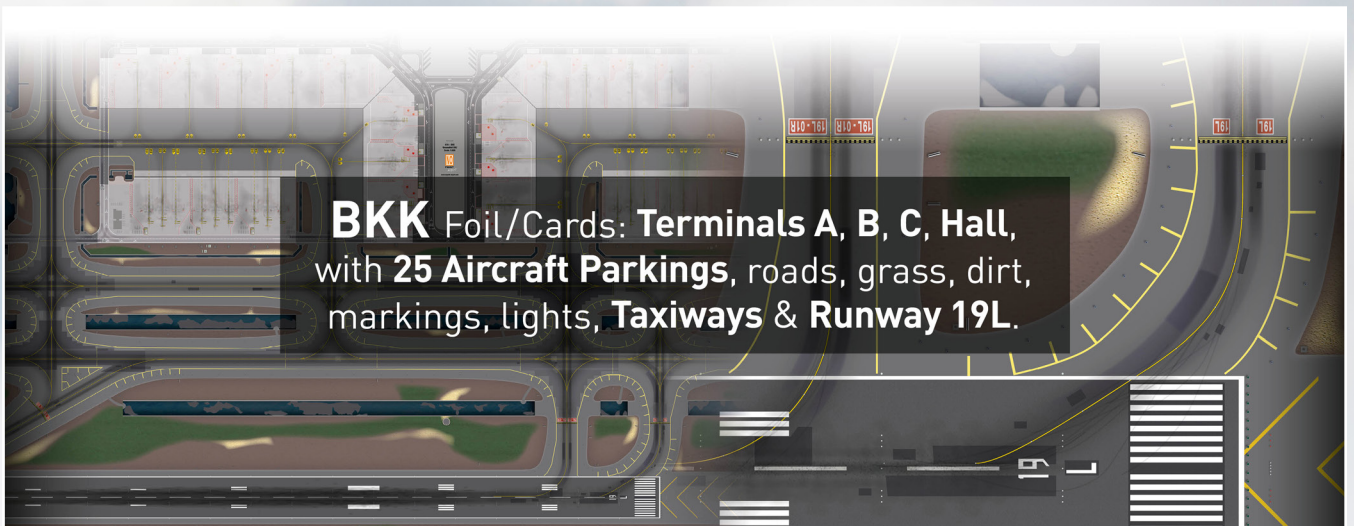 19L-01R 19L-01R
19L 19L
BKK Foil/Cards: Terminals A, B, C, Hall,
with 25 Aircraft Parkings, roads, grass, dirt,
markings, lights, Taxiways & Runway 19L.
19 L
19 L